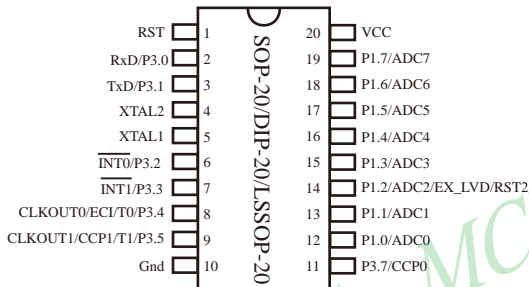 RST 1 20 VCC
RxD/P3.0 2 19 P1.7/ADC7
TxD/P3.1 3 18 P1.6/ADC6
XTAL2 4 17 P1.5/ADC5
XTAL1 5 16 P1.4/ADC4
INT0/P3.2 6 15 P1.3/ADC3
INT1/P3.3 7 14 P1.2/ADC2/EX_LVD/RST2
CLKOUT0/ECI/T0/P3.4 8 13 P1.1/ADC1
CLKOUT1/CCP1/T1/P3.5 9 12 P1.0/ADC0
Gnd 10 11 P3.7/CCP0
SOP-20/DIP-20/LSSOP-20
MC